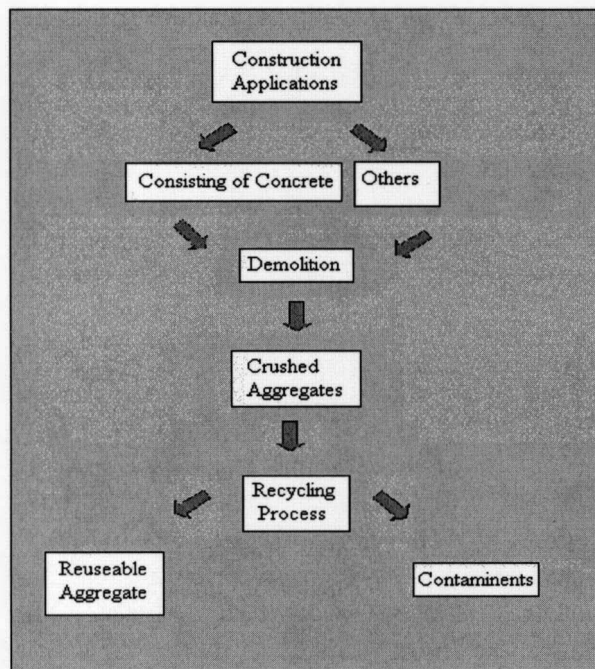 Construction
Applications
Consisting of Concrete
Others
Demolition
Crushed
Aggregates
Recycling
Process
Reuseable
Aggregate
Contaminents